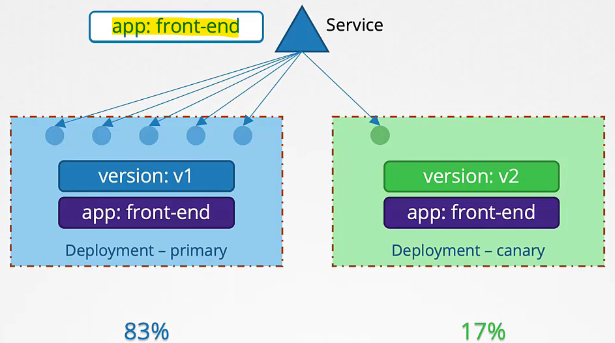 app: front-end
Service
version: v1
app: front-end
Deployment – primary
version: v2
app: front-end
Deployment – canary
83%
17%